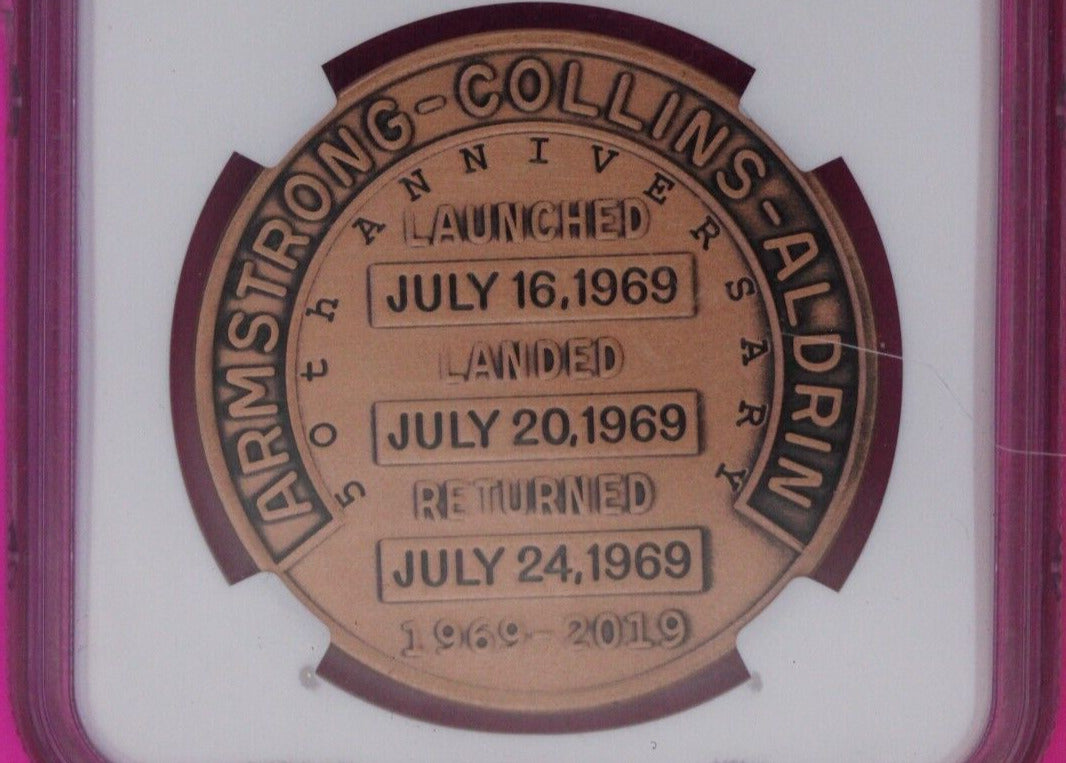 ARMSTRONG-COLLINS-ALDRIN
50th ANNIVERSARY
LAUNCHED
JULY 16,1969
LANDED
JULY 20,1969
RETURNED
JULY 24,1969
1969-2019